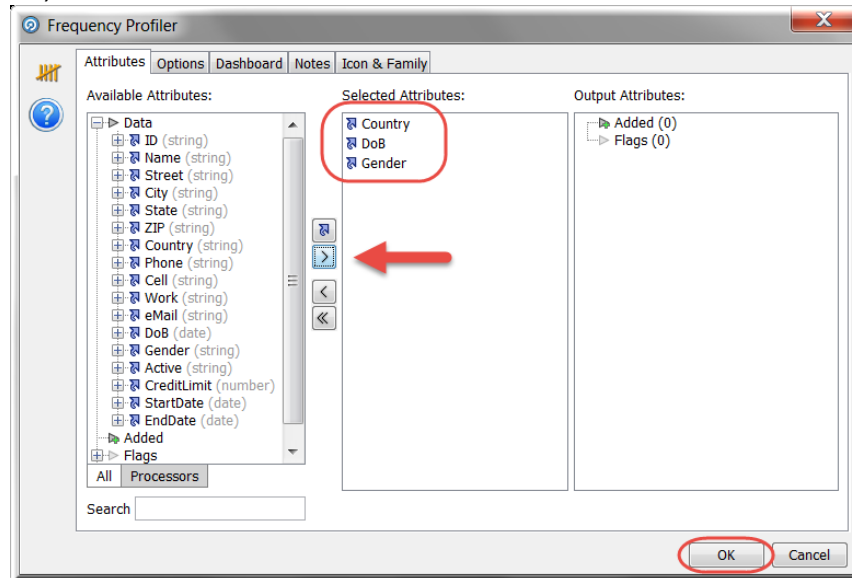 Frequency Profiler
Attributes Options Dashboard Notes Icon & Family
Available Attributes: Selected Attributes: Output Attributes:
Data
ID (string)
Name (string)
Street (string)
City (string)
State (string)
ZIP (string)
Country (string)
Phone (string)
Cell (string)
Work (string)
eMail (string)
DoB (date)
Gender (string)
Active (string)
CreditLimit (number)
StartDate (date)
EndDate (date)
Added
Flags
All Processors
Search
Country
DoB
Gender
Added (0)
Flags (0)
OK Cancel